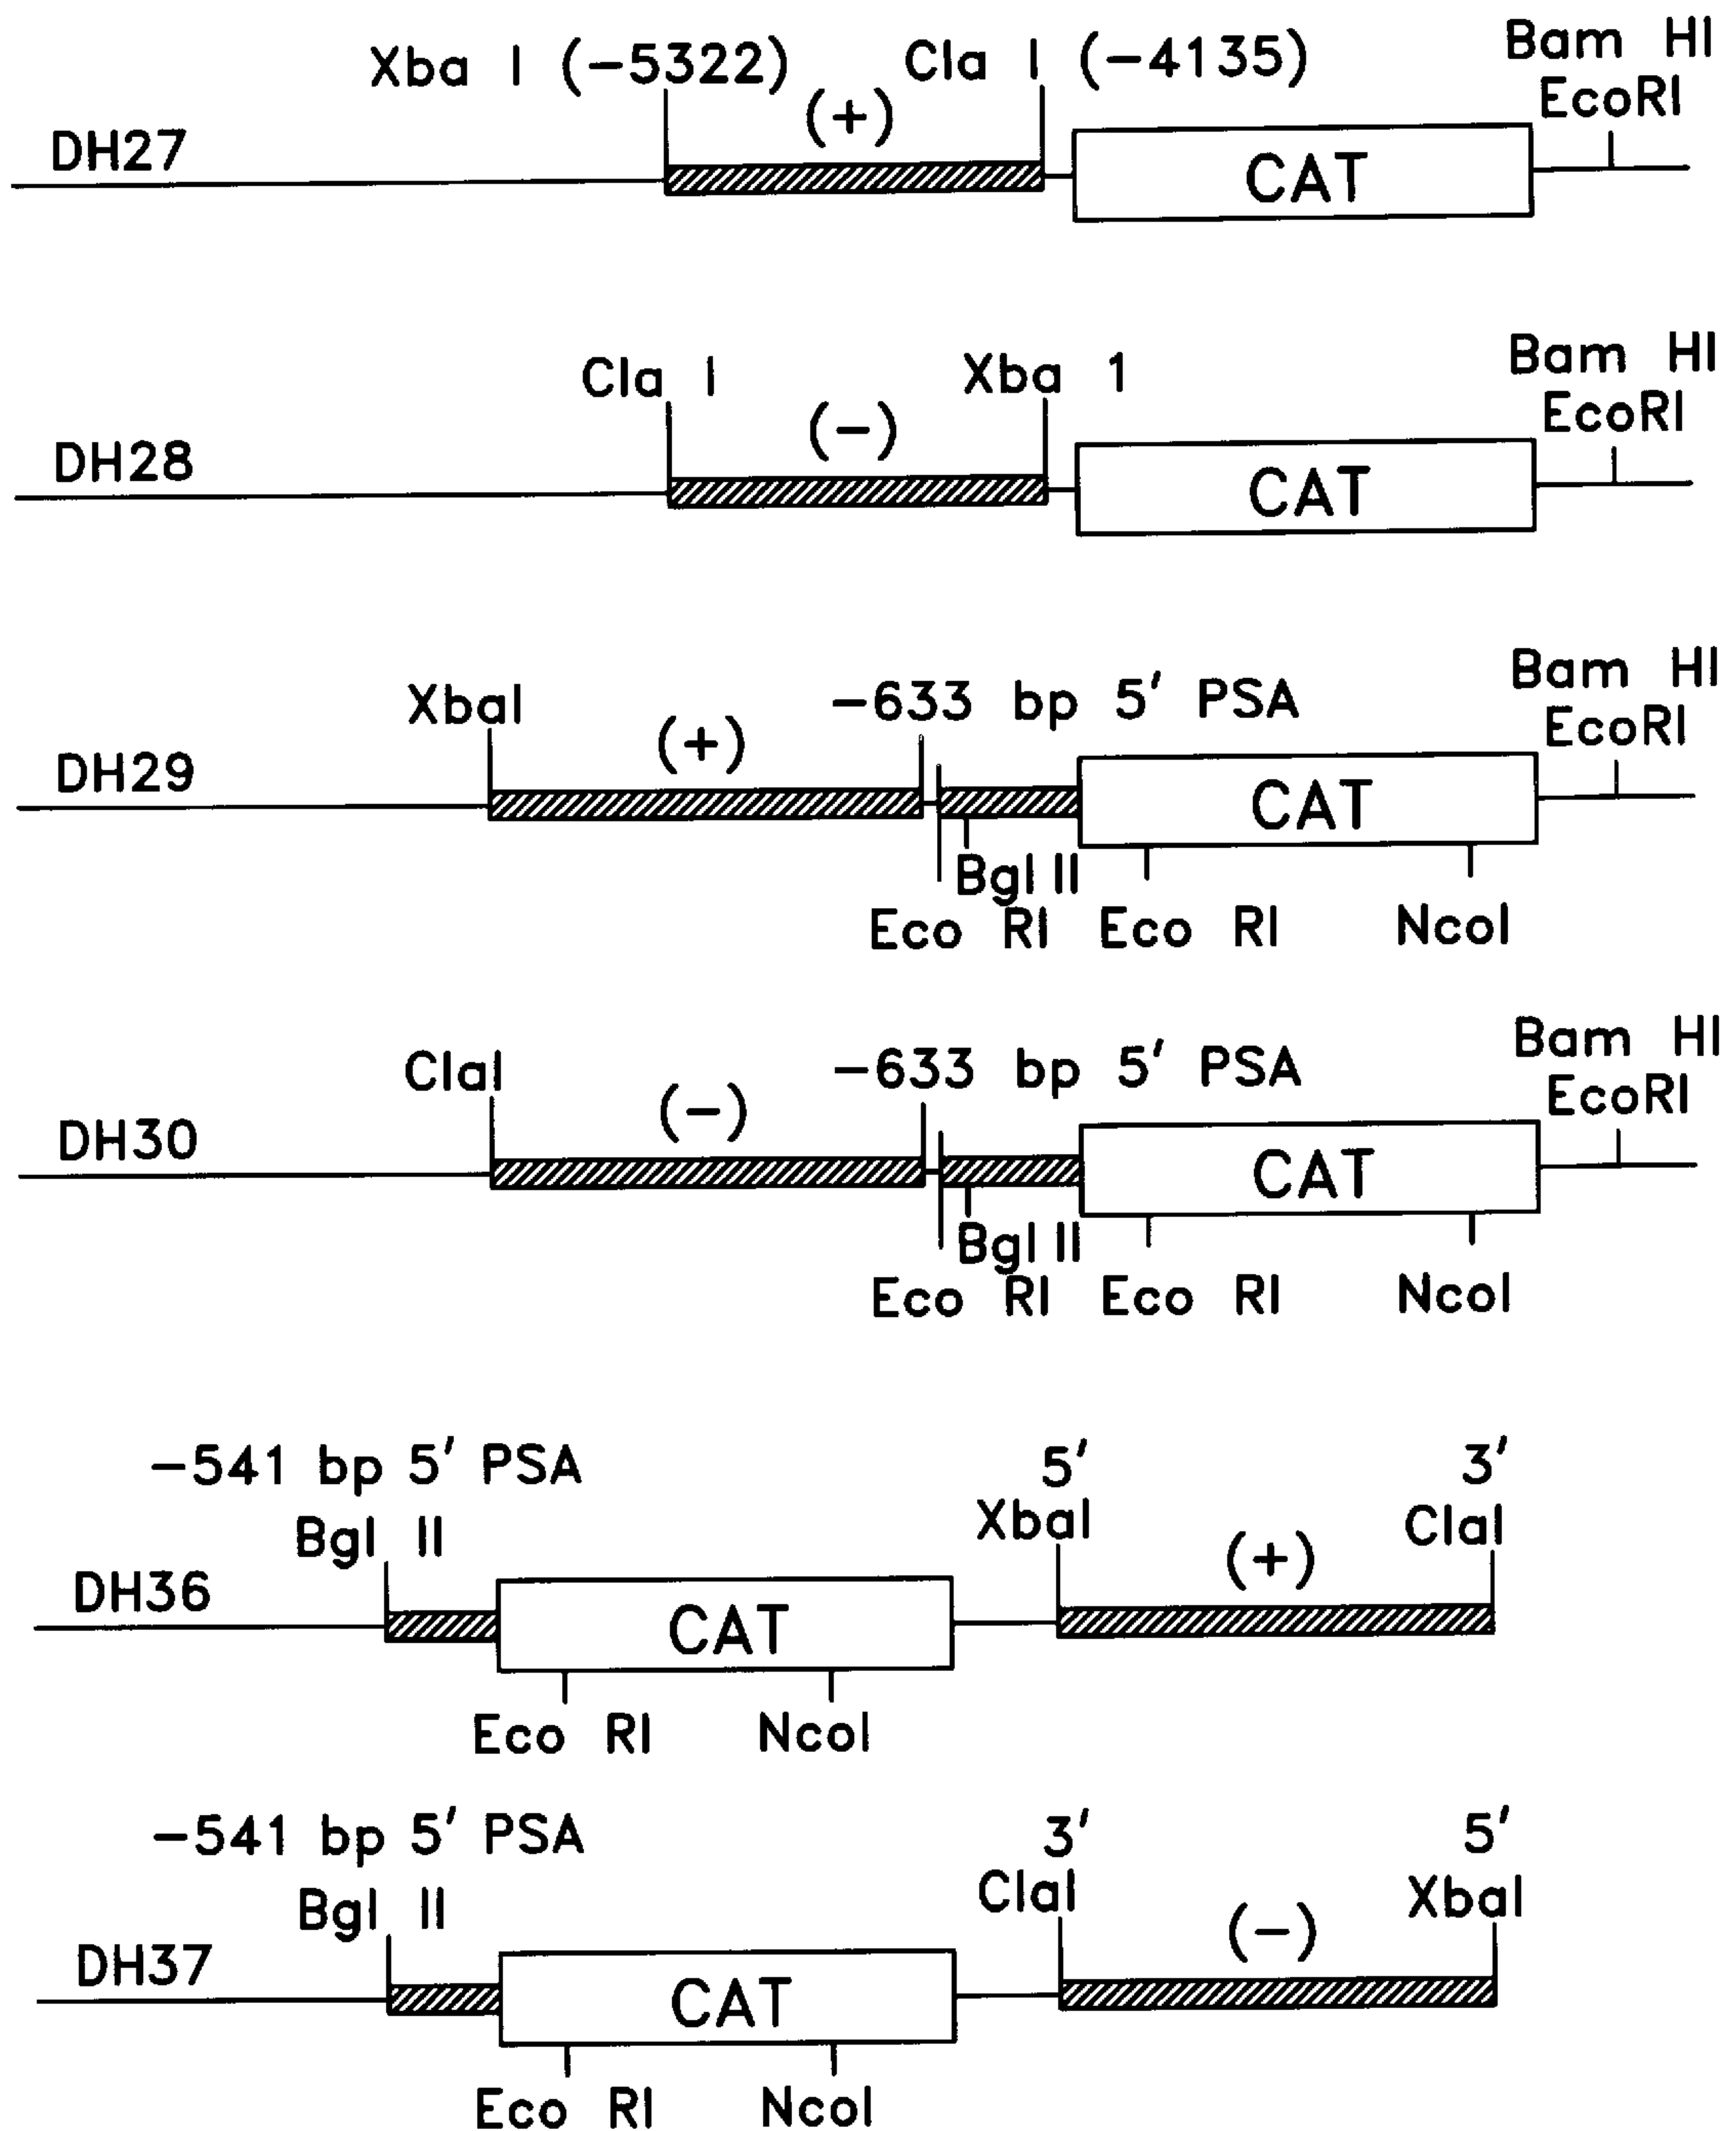 Xba I (-5322) Cla I (-4135) Bam HI
EcoRI
(+)
DH27
CAT
Cla I Xba 1 Bam HI
EcoRI
(-)
DH28
CAT
XbaI -633 bp 5' PSA Bam HI
EcoRI
(+)
DH29
CAT
Bgl II
Eco RI Eco RI NcoI
ClaI -633 bp 5' PSA Bam HI
EcoRI
(-)
DH30
CAT
Bgl II
Eco RI Eco RI NcoI
-541 bp 5' PSA 5' 3'
Bgl II XbaI ClaI
(+)
DH36
CAT
Eco RI NcoI
-541 bp 5' PSA 3' 5'
Bgl II ClaI XbaI
(-)
DH37
CAT
Eco RI NcoI